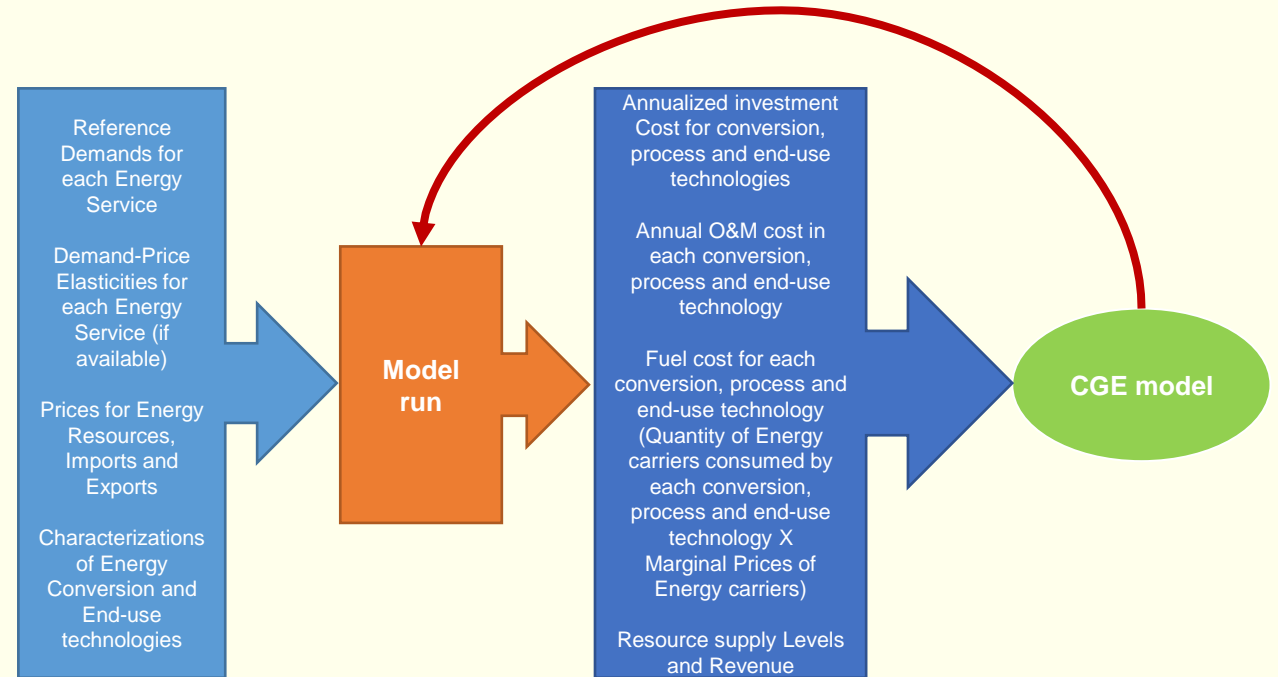 Reference
Demands for
each Energy
Service
Demand-Price
Elasticities for
each Energy
Service (if
available)
Prices for Energy
Resources,
Imports and
Exports
Characterizations
of Energy
Conversion and
End-use
technologies
Model
run
Annualized investment
Cost for conversion,
process and end-use
technologies
Annual O&M cost in
each conversion,
process and end-use
technology
Fuel cost for each
conversion, process and
end-use technology
(Quantity of Energy
carriers consumed by
each conversion,
process and end-use
technology X
Marginal Prices of
Energy carriers)
Resource supply Levels
and Revenue
CGE model